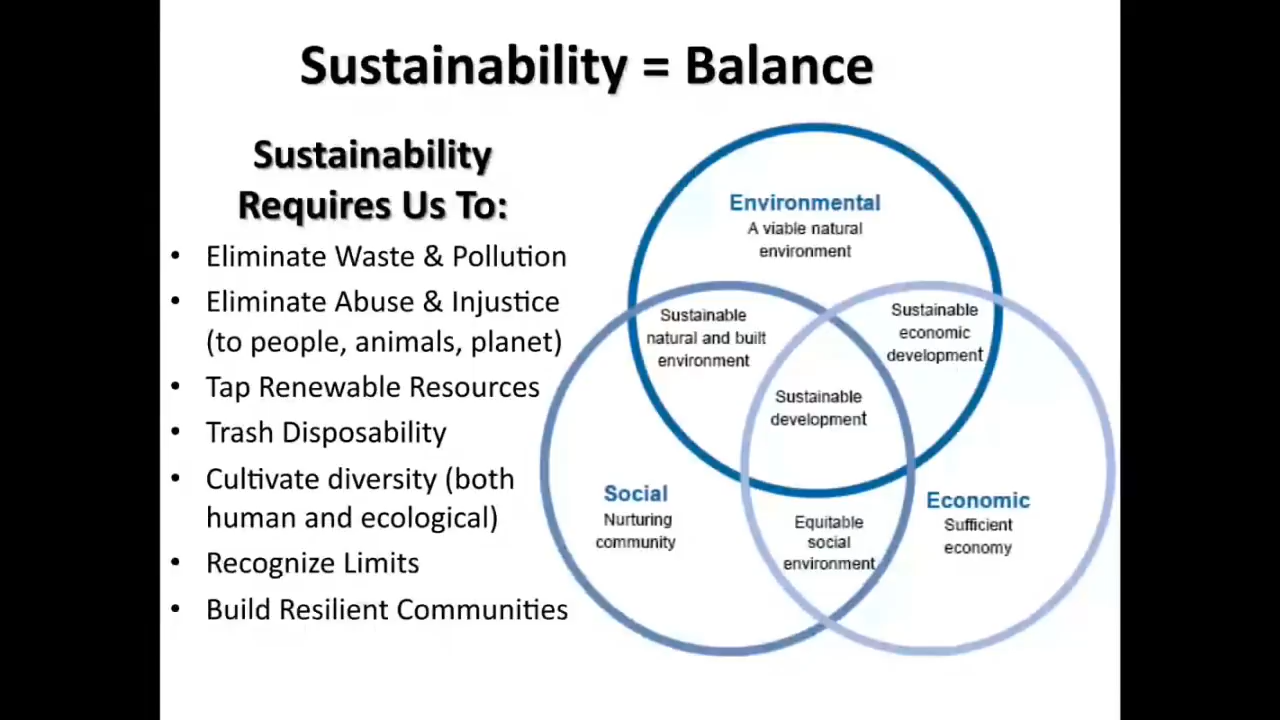 Sustainability = Balance
Sustainability
Requires Us To:
• Eliminate Waste & Pollution
• Eliminate Abuse & Injustice
(to people, animals, planet)
• Tap Renewable Resources
• Trash Disposability
• Cultivate diversity (both
human and ecological)
• Recognize Limits
• Build Resilient Communities
Environmental
A viable natural
environment
Sustainable
natural and built
environment
Sustainable
economic
development
Sustainable
development
Social
Nurturing
community
Equitable
social
environment
Economic
Sufficient
economy